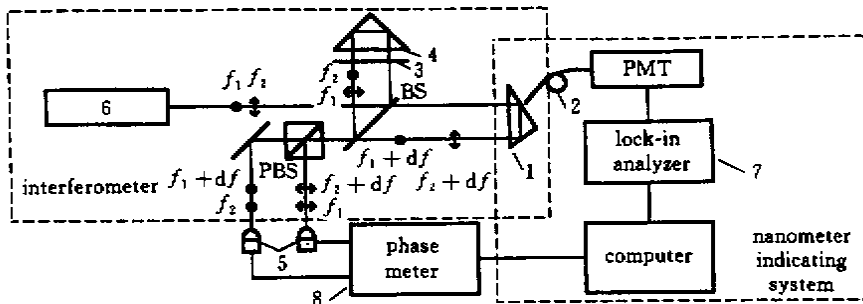 4
3
f₂
f₁
BS
f₁ f₂
6
PMT
2
1
lock-in
analyzer
7
PBS
f₁ + df
f₂ + df
interferometer
f₁ + df
f₂
f₂ + df
f₁
5
phase
meter
8
computer
nanometer
indicating
system